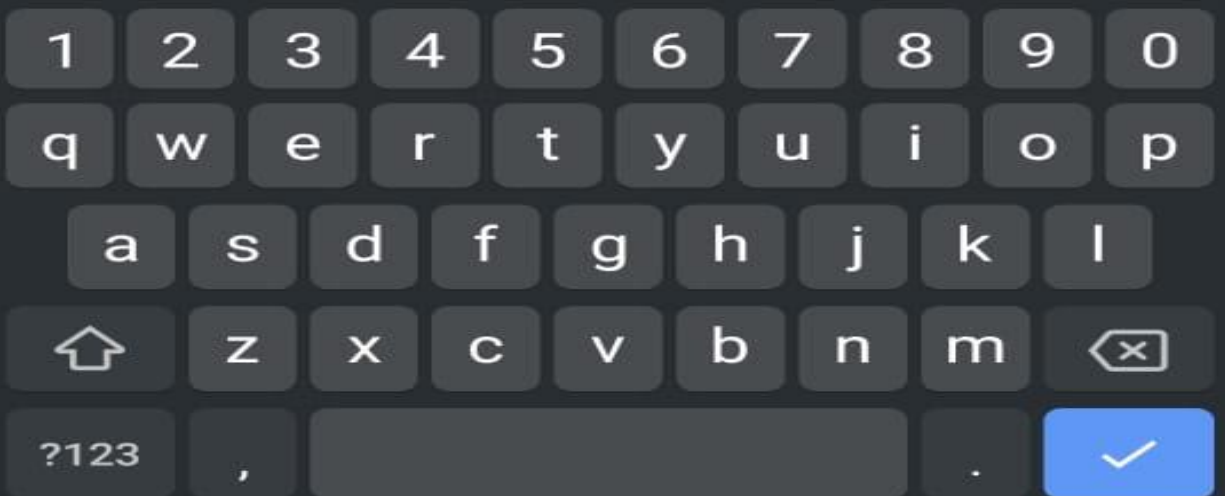 1 2 3 4 5 6 7 8 9 0
q w e r t y u i o p
a s d f g h j k l
z x c v b n m
?123 , .